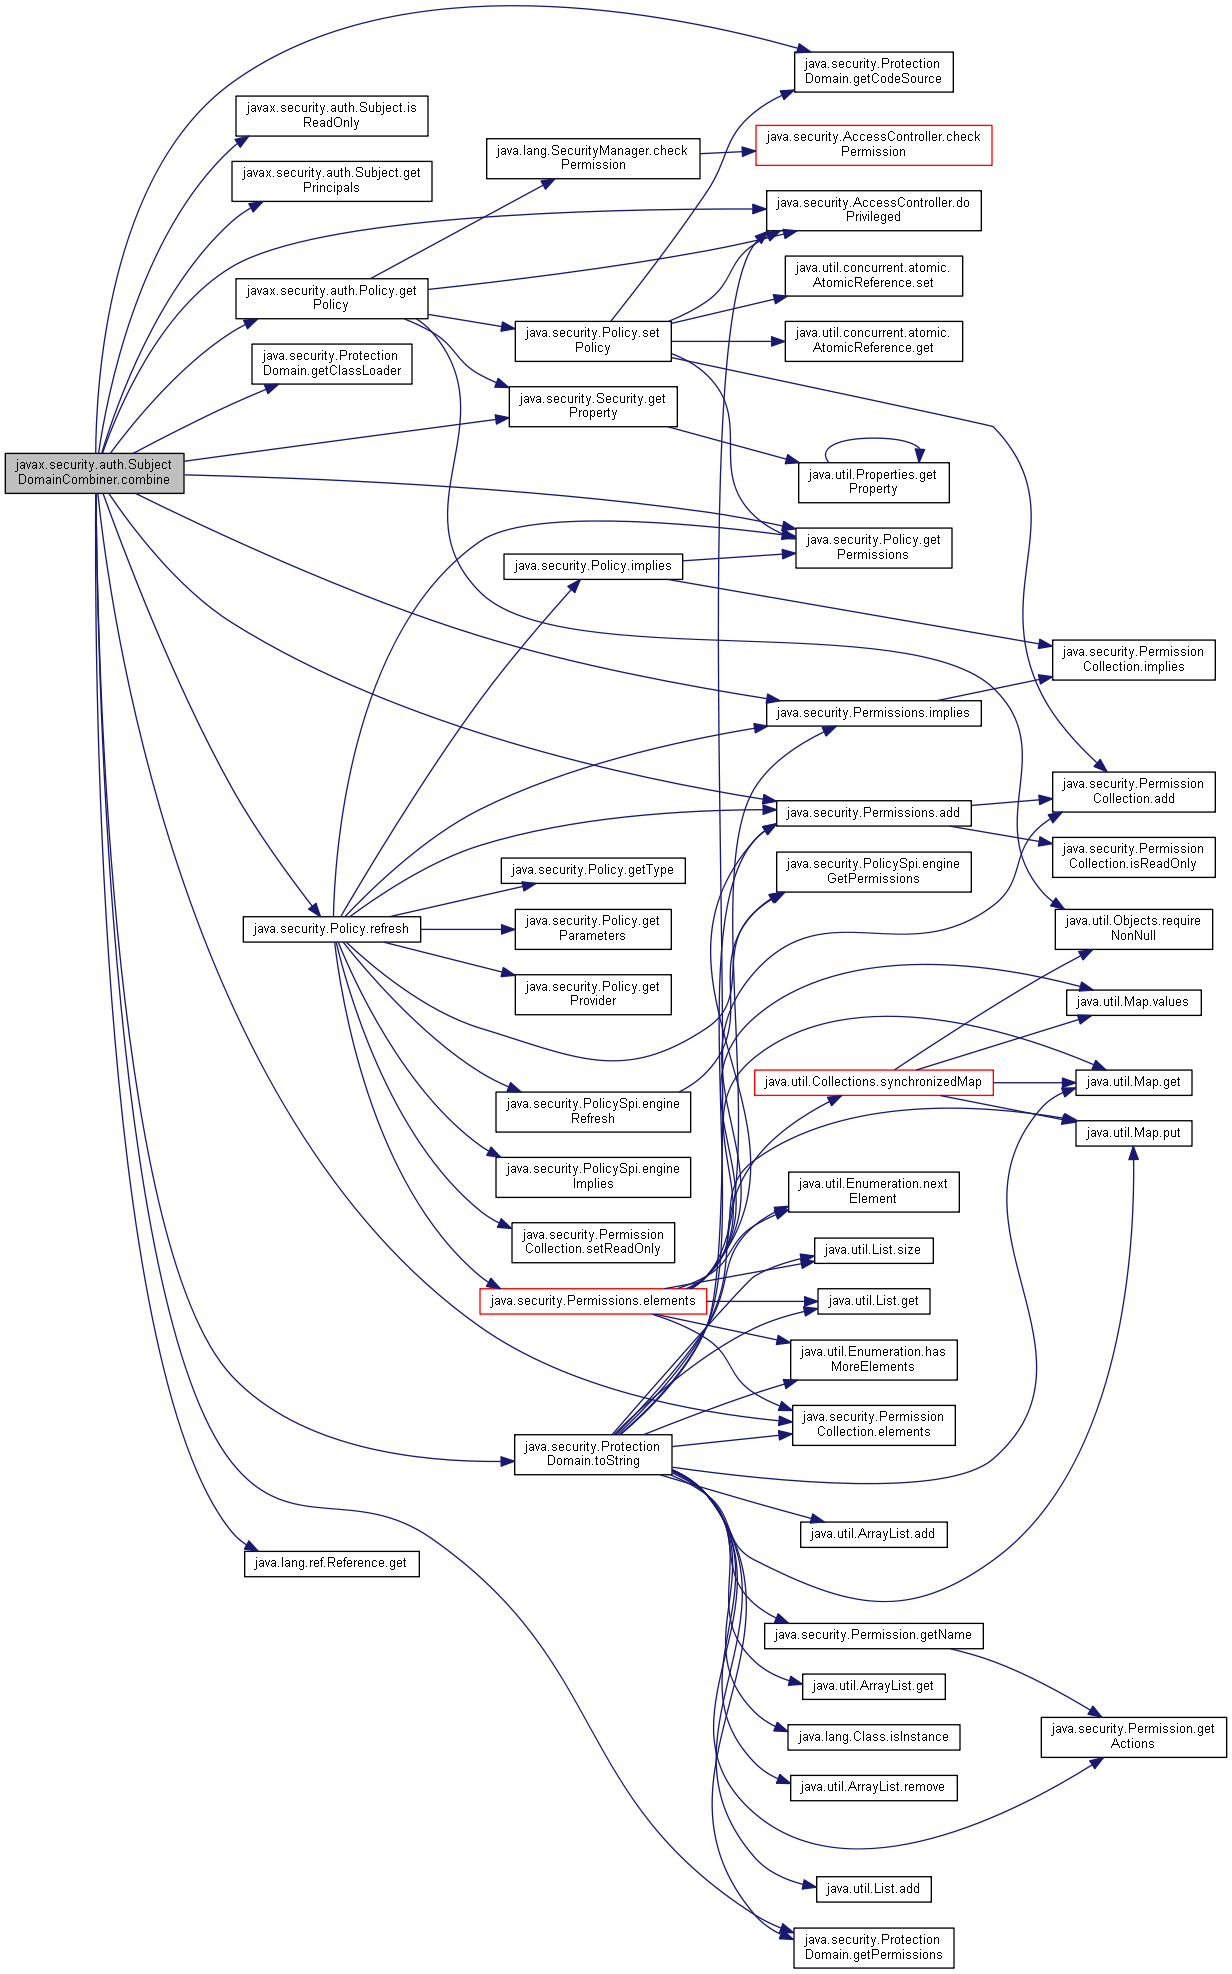 java.security.Protection
Domain.getCodeSource
javax.security.auth.Subject.is
ReadOnly
java.lang.SecurityManager.check
Permission
java.security.AccessController.check
Permission
javax.security.auth.Subject.get
Principals
java.security.AccessController.do
Privileged
javax.security.auth.Policy.get
Policy
java.util.concurrent.atomic.
AtomicReference.set
java.security.Policy.set
Policy
java.util.concurrent.atomic.
AtomicReference.get
java.security.Protection
Domain.getClassLoader
java.security.Security.get
Property
javax.security.auth.Subject
DomainCombiner.combine
java.util.Properties.get
Property
java.security.Policy.get
Permissions
java.security.Policy.implies
java.security.Permission
Collection.implies
java.security.Permissions.implies
java.security.Permission
Collection.add
java.security.Permissions.add
java.security.Permission
Collection.isReadOnly
java.security.PolicySpi.engine
GetPermissions
java.security.Policy.getType
java.security.Policy.refresh
java.security.Policy.get
Parameters
java.util.Objects.require
NonNull
java.security.Policy.get
Provider
java.util.Map.values
java.util.Collections.synchronizedMap
java.util.Map.get
java.security.PolicySpi.engine
Refresh
java.util.Map.put
java.security.PolicySpi.engine
Implies
java.util.Enumeration.next
Element
java.security.Permission
Collection.setReadOnly
java.util.List.size
java.security.Permissions.elements
java.util.List.get
java.util.Enumeration.has
MoreElements
java.security.Permission
Collection.elements
java.security.Protection
Domain.toString
java.util.ArrayList.add
java.lang.ref.Reference.get
java.security.Permission.getName
java.util.ArrayList.get
java.lang.Class.isInstance
java.security.Permission.get
Actions
java.util.ArrayList.remove
java.util.List.add
java.security.Protection
Domain.getPermissions